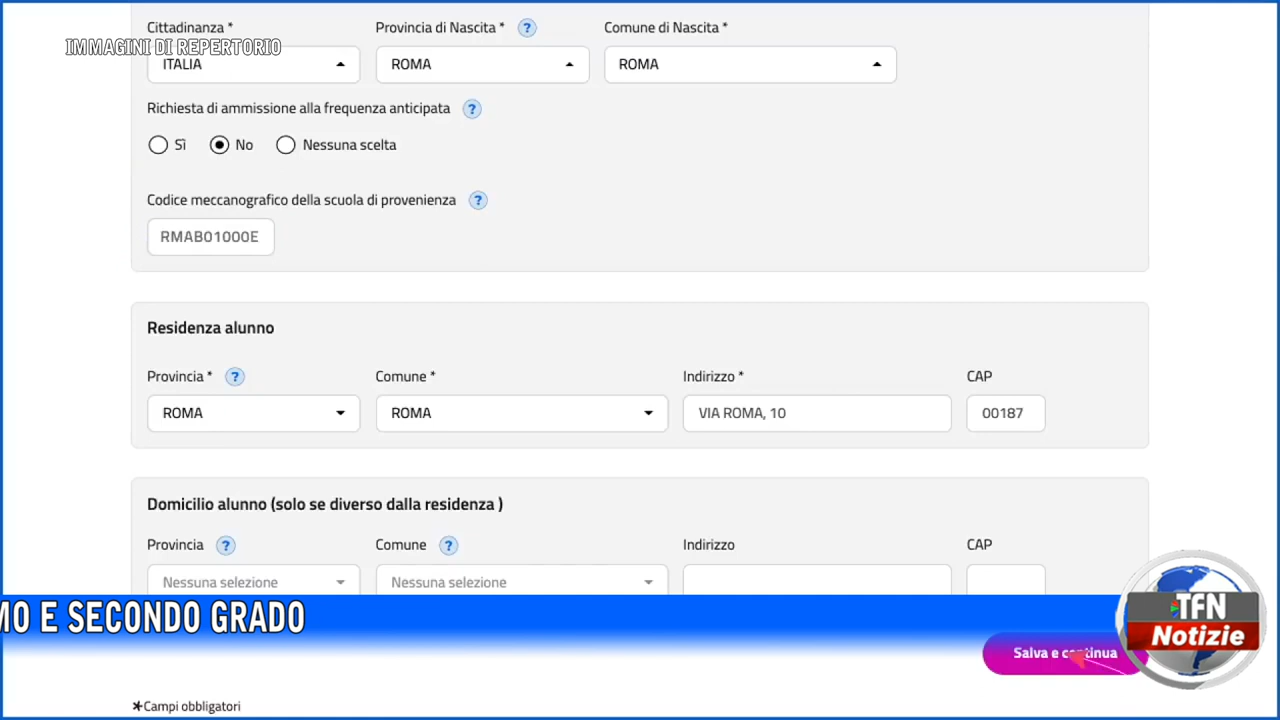 Cittadinanza * Provincia di Nascita * ? Comune di Nascita *
IMMAGINI DI REPERTORIO
ITALIA ROMA ROMA
Richiesta di ammissione alla frequenza anticipata ?
Sì No Nessuna scelta
Codice meccanografico della scuola di provenienza ?
RMAB01000E
Residenza alunno
Provincia * ? Comune * Indirizzo * CAP
ROMA ROMA VIA ROMA, 10 00187
Domicilio alunno (solo se diverso dalla residenza )
Provincia ? Comune ? Indirizzo CAP
Nessuna selezione Nessuna selezione
MO E SECONDO GRADO
TFN
Notizie
Salva e continua
*Campi obbligatori